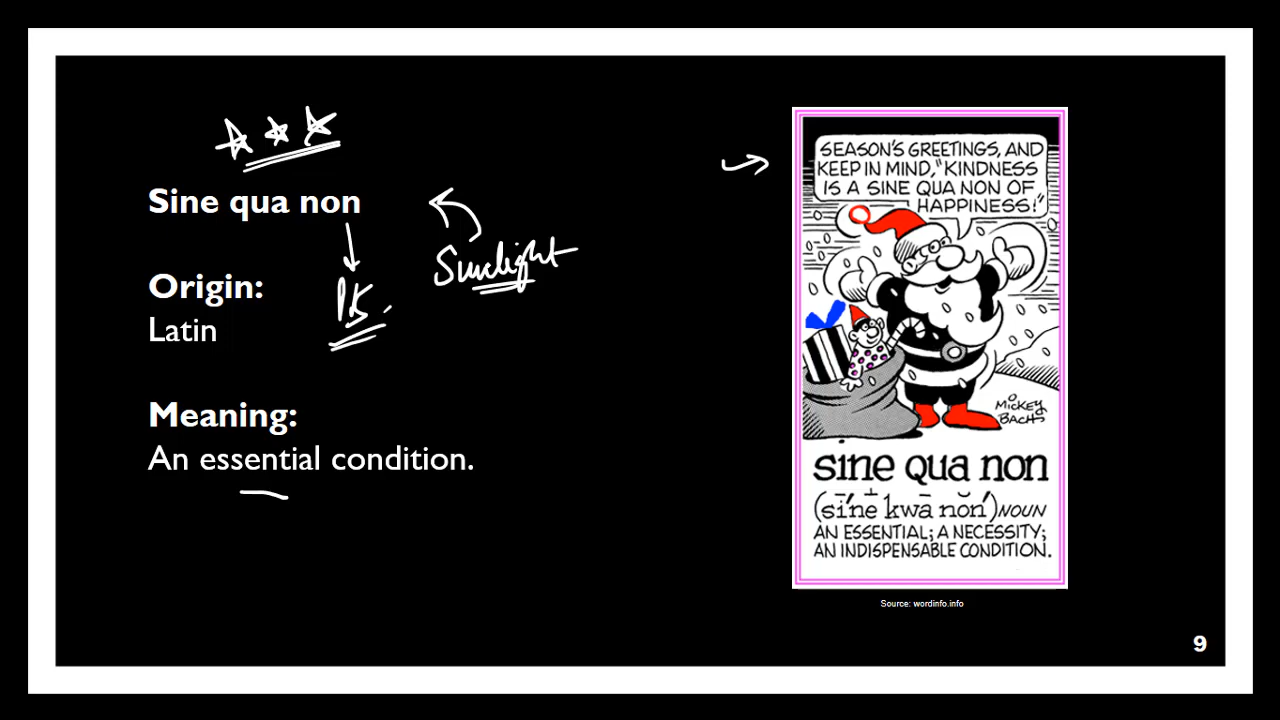 Sine qua non
Sunlight
Origin:
Latin
Meaning:
An essential condition.
SEASON'S GREETINGS, AND
KEEP IN MIND, "KINDNESS
IS A SINE QUA NON OF
HAPPINESS!"
MICKEY
BACH
sine qua non
(sī′nē kwā nŏn′) NOUN
AN ESSENTIAL; A NECESSITY;
AN INDISPENSABLE CONDITION.
Source: wordinfo.info
9